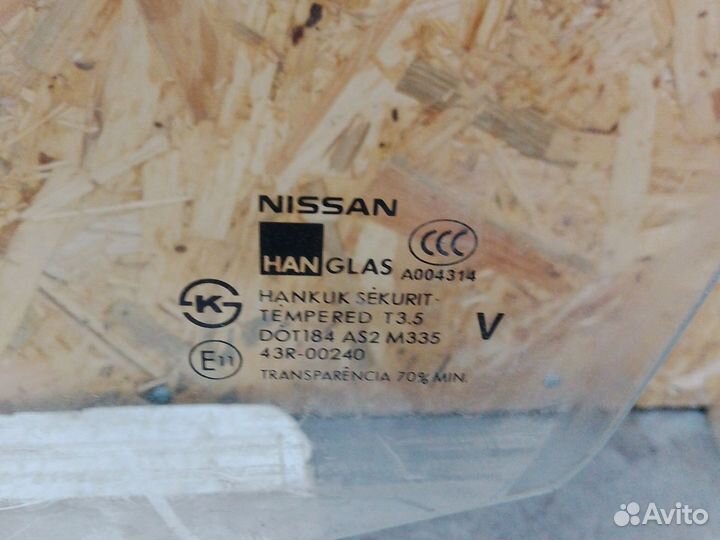 NISSAN
HANGLAS
CCC
A004314
K
HANKUK SEKURIT
TEMPERED T3.5
DOT184 AS2 M335
V
E11
43R-00240
TRANSPARÊNCIA 70% MIN.
Avito